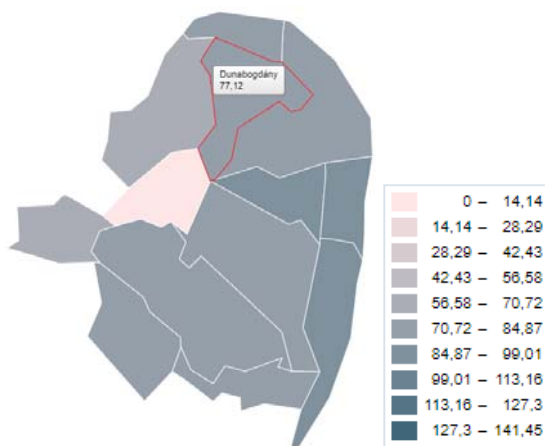 Dunabogdány
77,12
0 – 14,14
14,14 – 28,29
28,29 – 42,43
42,43 – 56,58
56,58 – 70,72
70,72 – 84,87
84,87 – 99,01
99,01 – 113,16
113,16 – 127,3
127,3 – 141,45